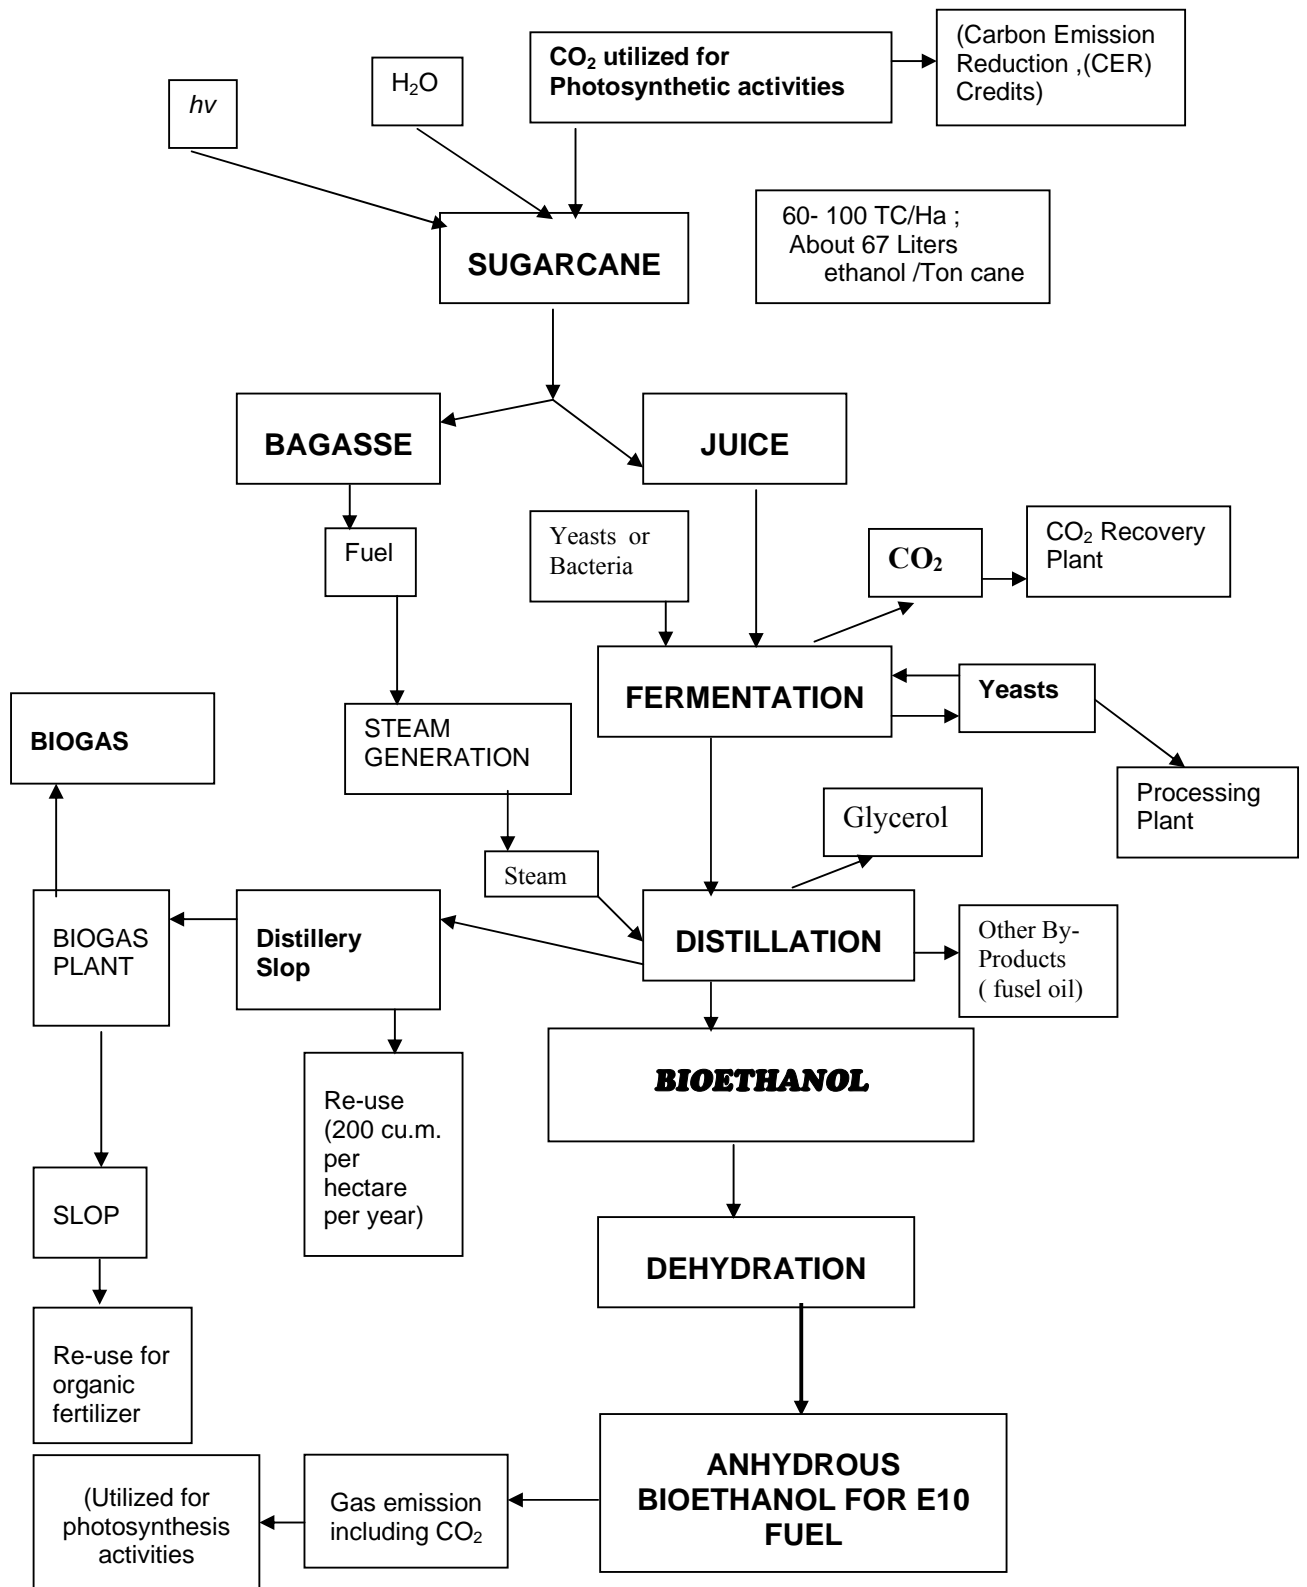 CO₂ utilized for
Photosynthetic activities
(Carbon Emission
Reduction ,(CER)
Credits)
H₂O
hv
60- 100 TC/Ha ;
About 67 Liters
ethanol /Ton cane
SUGARCANE
BAGASSE
JUICE
Fuel
Yeasts or
Bacteria
CO₂
CO₂ Recovery
Plant
FERMENTATION
Yeasts
BIOGAS
STEAM
GENERATION
Processing
Plant
Glycerol
Steam
BIOGAS
PLANT
Distillery
Slop
DISTILLATION
Other By-
Products
( fusel oil)
BIOETHANOL
Re-use
(200 cu.m.
per
hectare
per year)
SLOP
DEHYDRATION
Re-use for
organic
fertilizer
ANHYDROUS
BIOETHANOL FOR E10
FUEL
Gas emission
including CO₂
(Utilized for
photosynthesis
activities